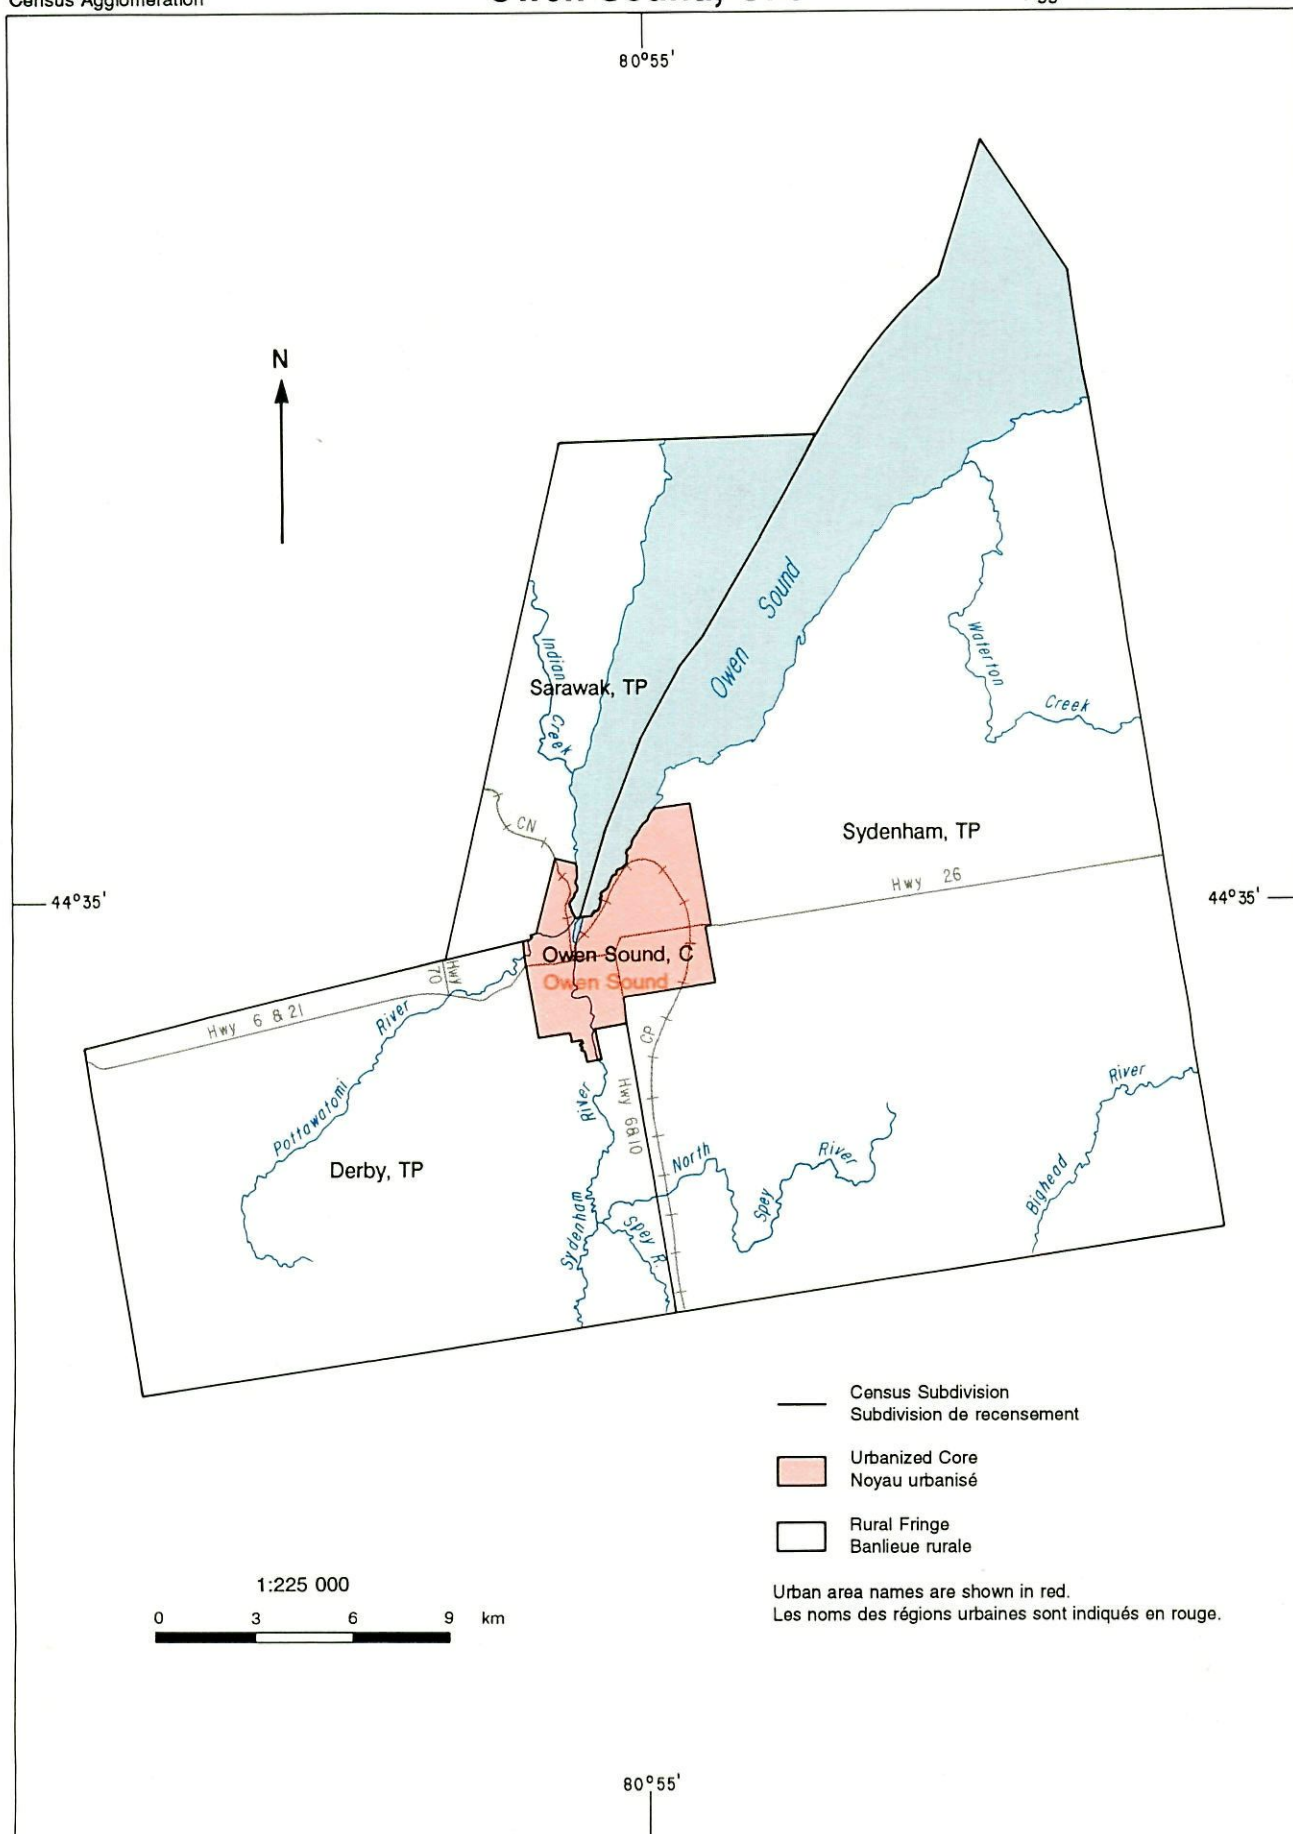 Census Agglomeration
Owen Sound,
80°55'
N
Owen Sound
Indian Creek
Sarawak, TP
Waterton Creek
CN
Sydenham, TP
Hwy 26
44°35'
44°35'
Owen Sound, C
Owen Sound
Hwy 70
Hwy 6 & 21
Pottawatomi River
CP
Hwy 6&10
Derby, TP
Sydenham River
North Spey River
Spey R.
Bighead River
Census Subdivision
Subdivision de recensement
Urbanized Core
Noyau urbanisé
Rural Fringe
Banlieue rurale
1:225 000
0 3 6 9 km
Urban area names are shown in red.
Les noms des régions urbaines sont indiqués en rouge.
80°55'